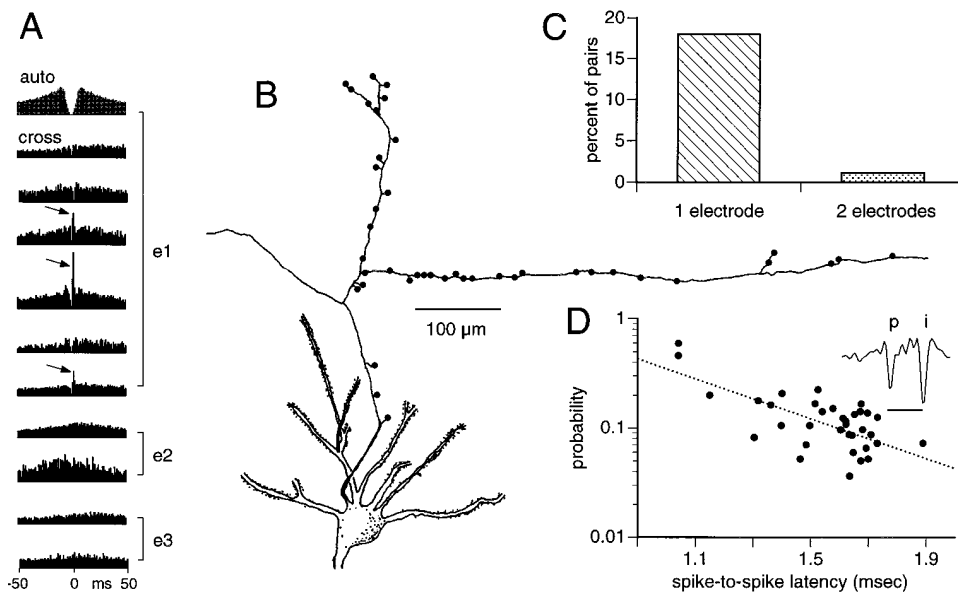 A
auto
cross
e1
e2
e3
-50 0 ms 50
B
100 µm
C
percent of pairs
20
15
10
5
0
1 electrode 2 electrodes
D
probability
1
0.1
0.01
p i
1.1 1.5 1.9
spike-to-spike latency (msec)